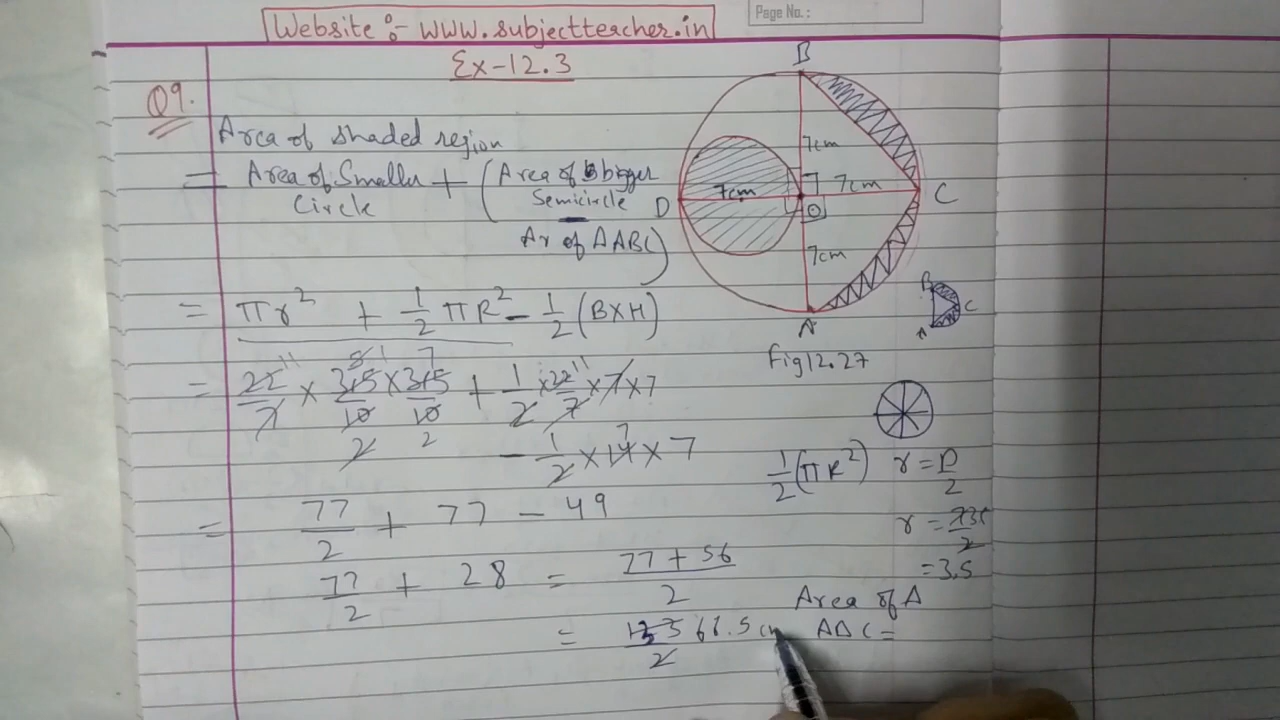 Website :- www.subjectteacher.in
Page No. :
Ex-12.3
Q9.
Area of shaded region
= Area of Smaller Circle + (Area of bigger Semicircle - Ar of ΔABC)
= πr² + 1/2 πR² - 1/2 (B×H)
= 22/7 × 35/10 × 35/10 + 1/2 × 22/7 × 7 × 7
- 1/2 × 14 × 7
= 77/2 + 77 - 49
77/2 + 28 = 77 + 56 / 2
= 133/2 66.5 cm
B
7cm
7cm
7cm
D
O
C
7cm
A
Fig 12.27
B
C
A
1/2 (πR²)
r = D/2
r = 7/2
= 3.5
Area of Δ
ABC =